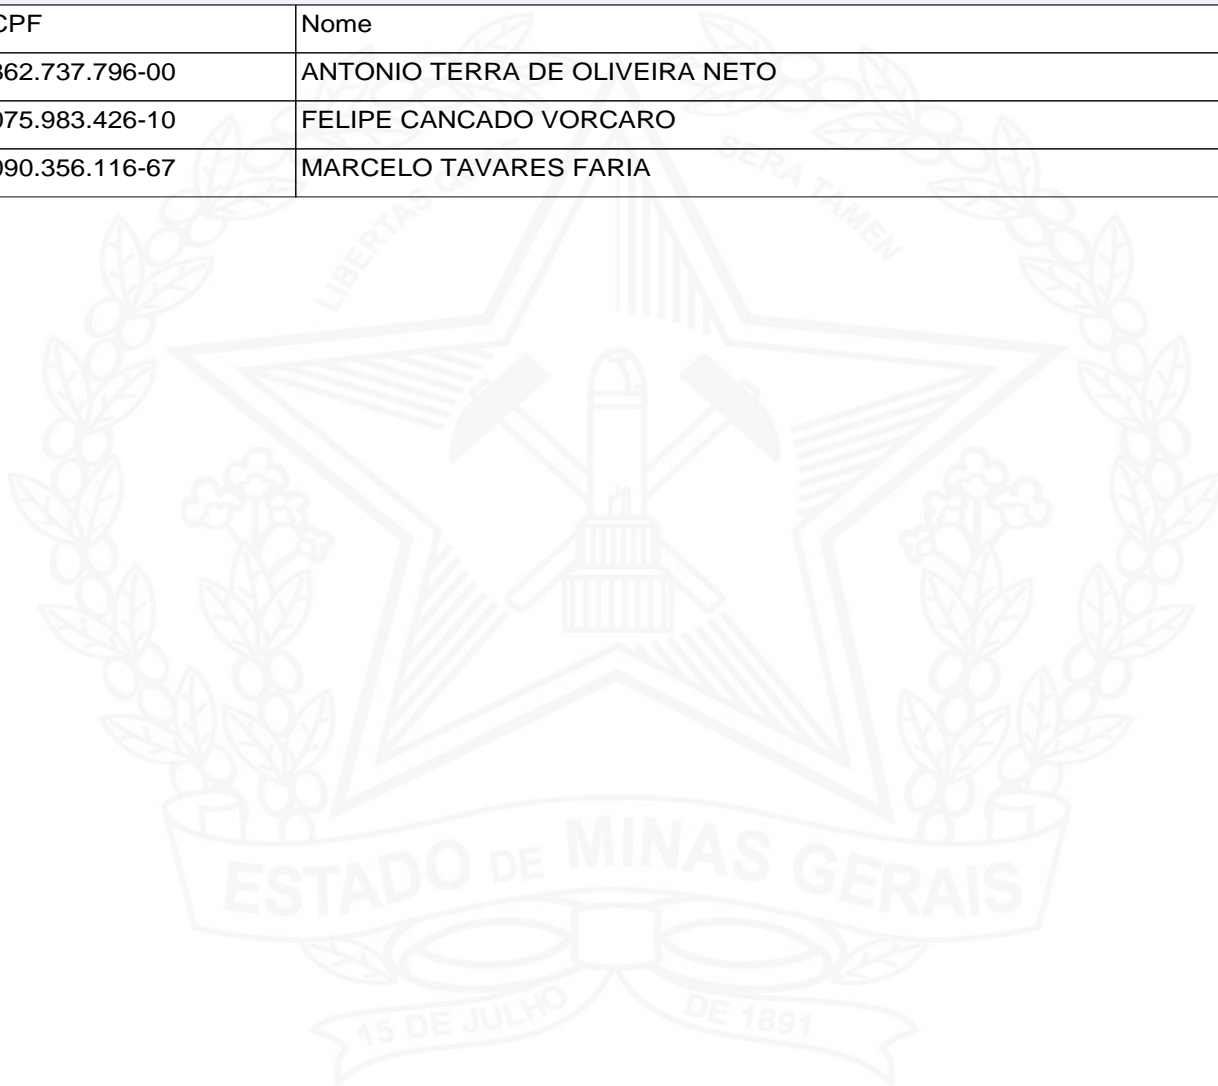 CPF Nome
862.737.796-00 ANTONIO TERRA DE OLIVEIRA NETO
075.983.426-10 FELIPE CANCADO VORCARO
090.356.116-67 MARCELO TAVARES FARIA
LIBERTAS QUAE SERA TAMEN
ESTADO DE MINAS GERAIS
15 DE JULHO DE 1891